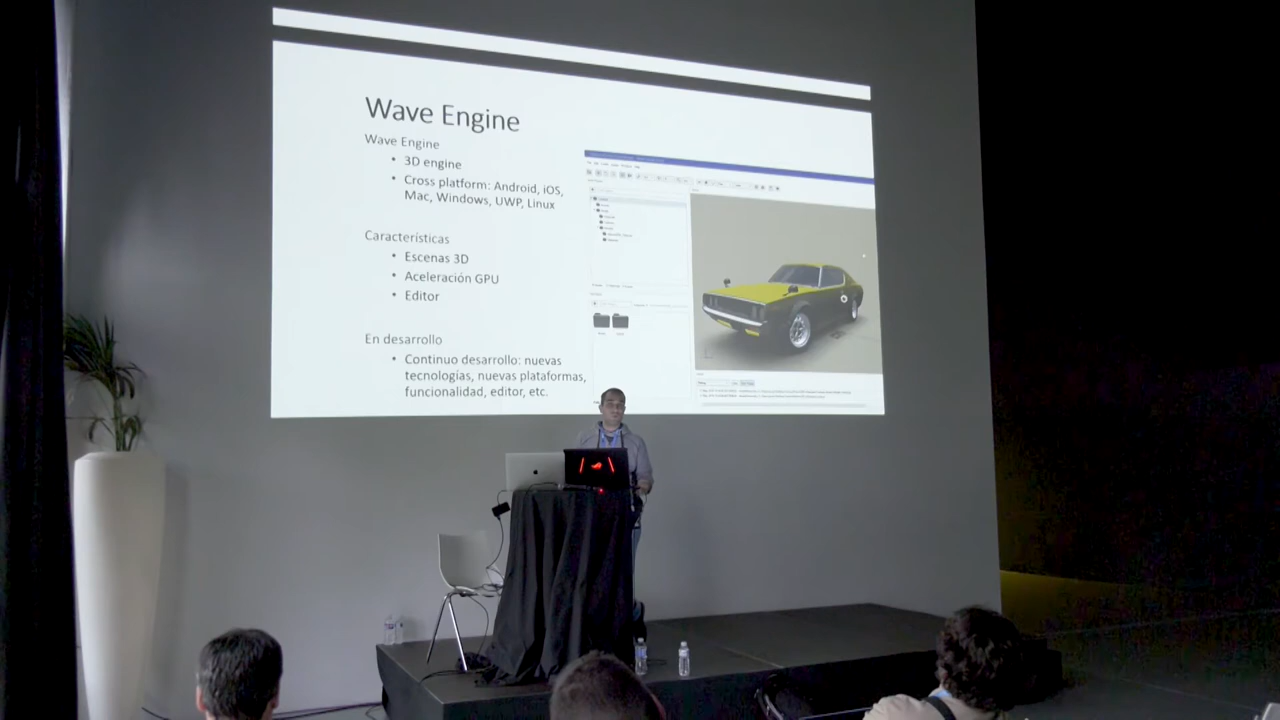 Wave Engine
Wave Engine
• 3D engine
• Cross platform: Android, iOS,
Mac, Windows, UWP, Linux
Características
• Escenas 3D
• Aceleración GPU
• Editor
En desarrollo
• Continuo desarrollo: nuevas
tecnologías, nuevas plataformas,
funcionalidad, editor, etc.